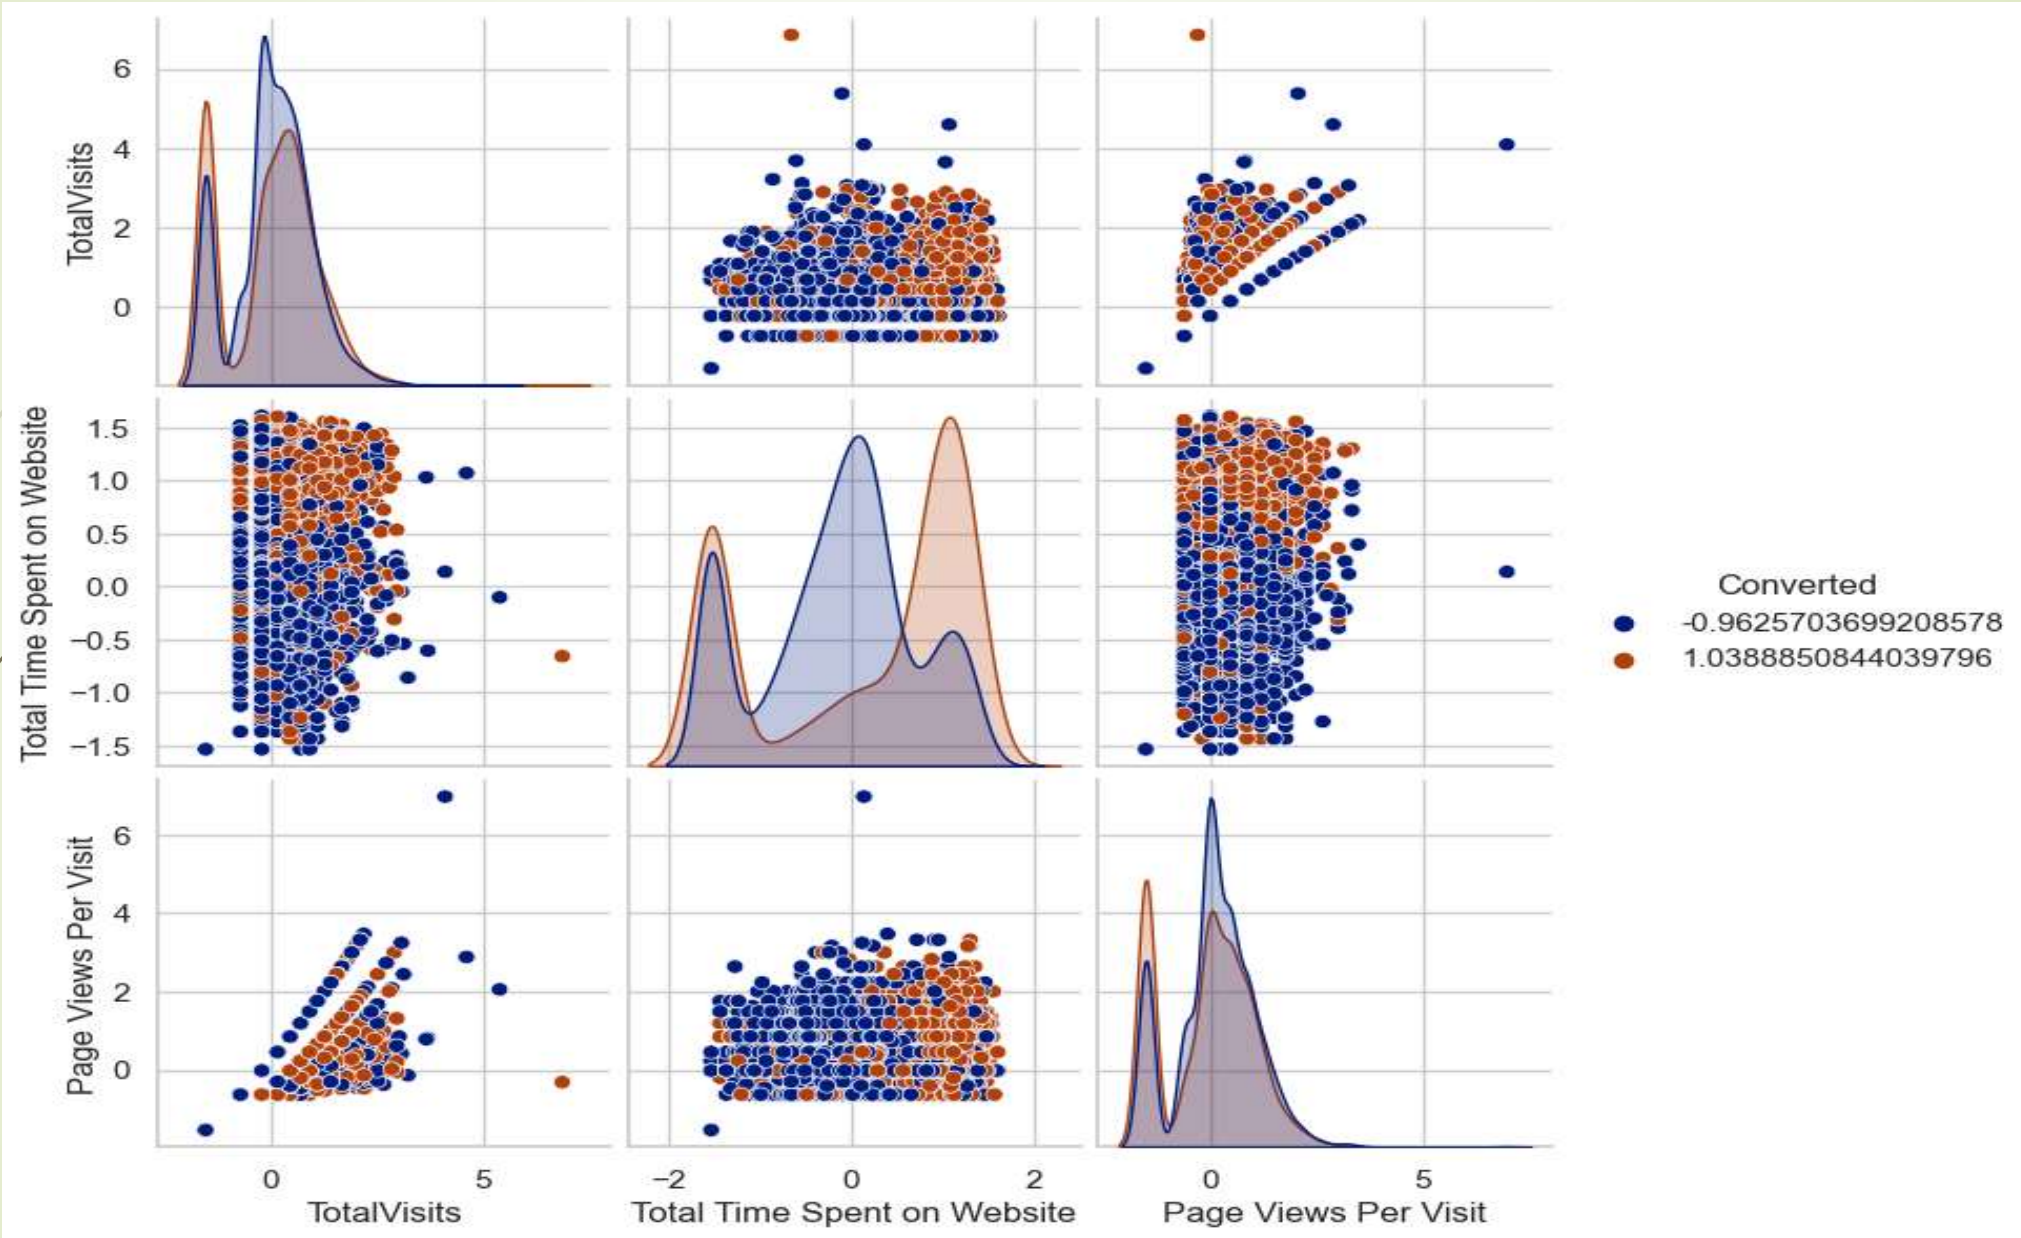 TotalVisits
6
4
2
0
Total Time Spent on Website
1.5
1.0
0.5
0.0
−0.5
−1.0
−1.5
Page Views Per Visit
6
4
2
0
0 5
TotalVisits
−2 0 2
Total Time Spent on Website
0 5
Page Views Per Visit
Converted
-0.9625703699208578
1.0388850844039796